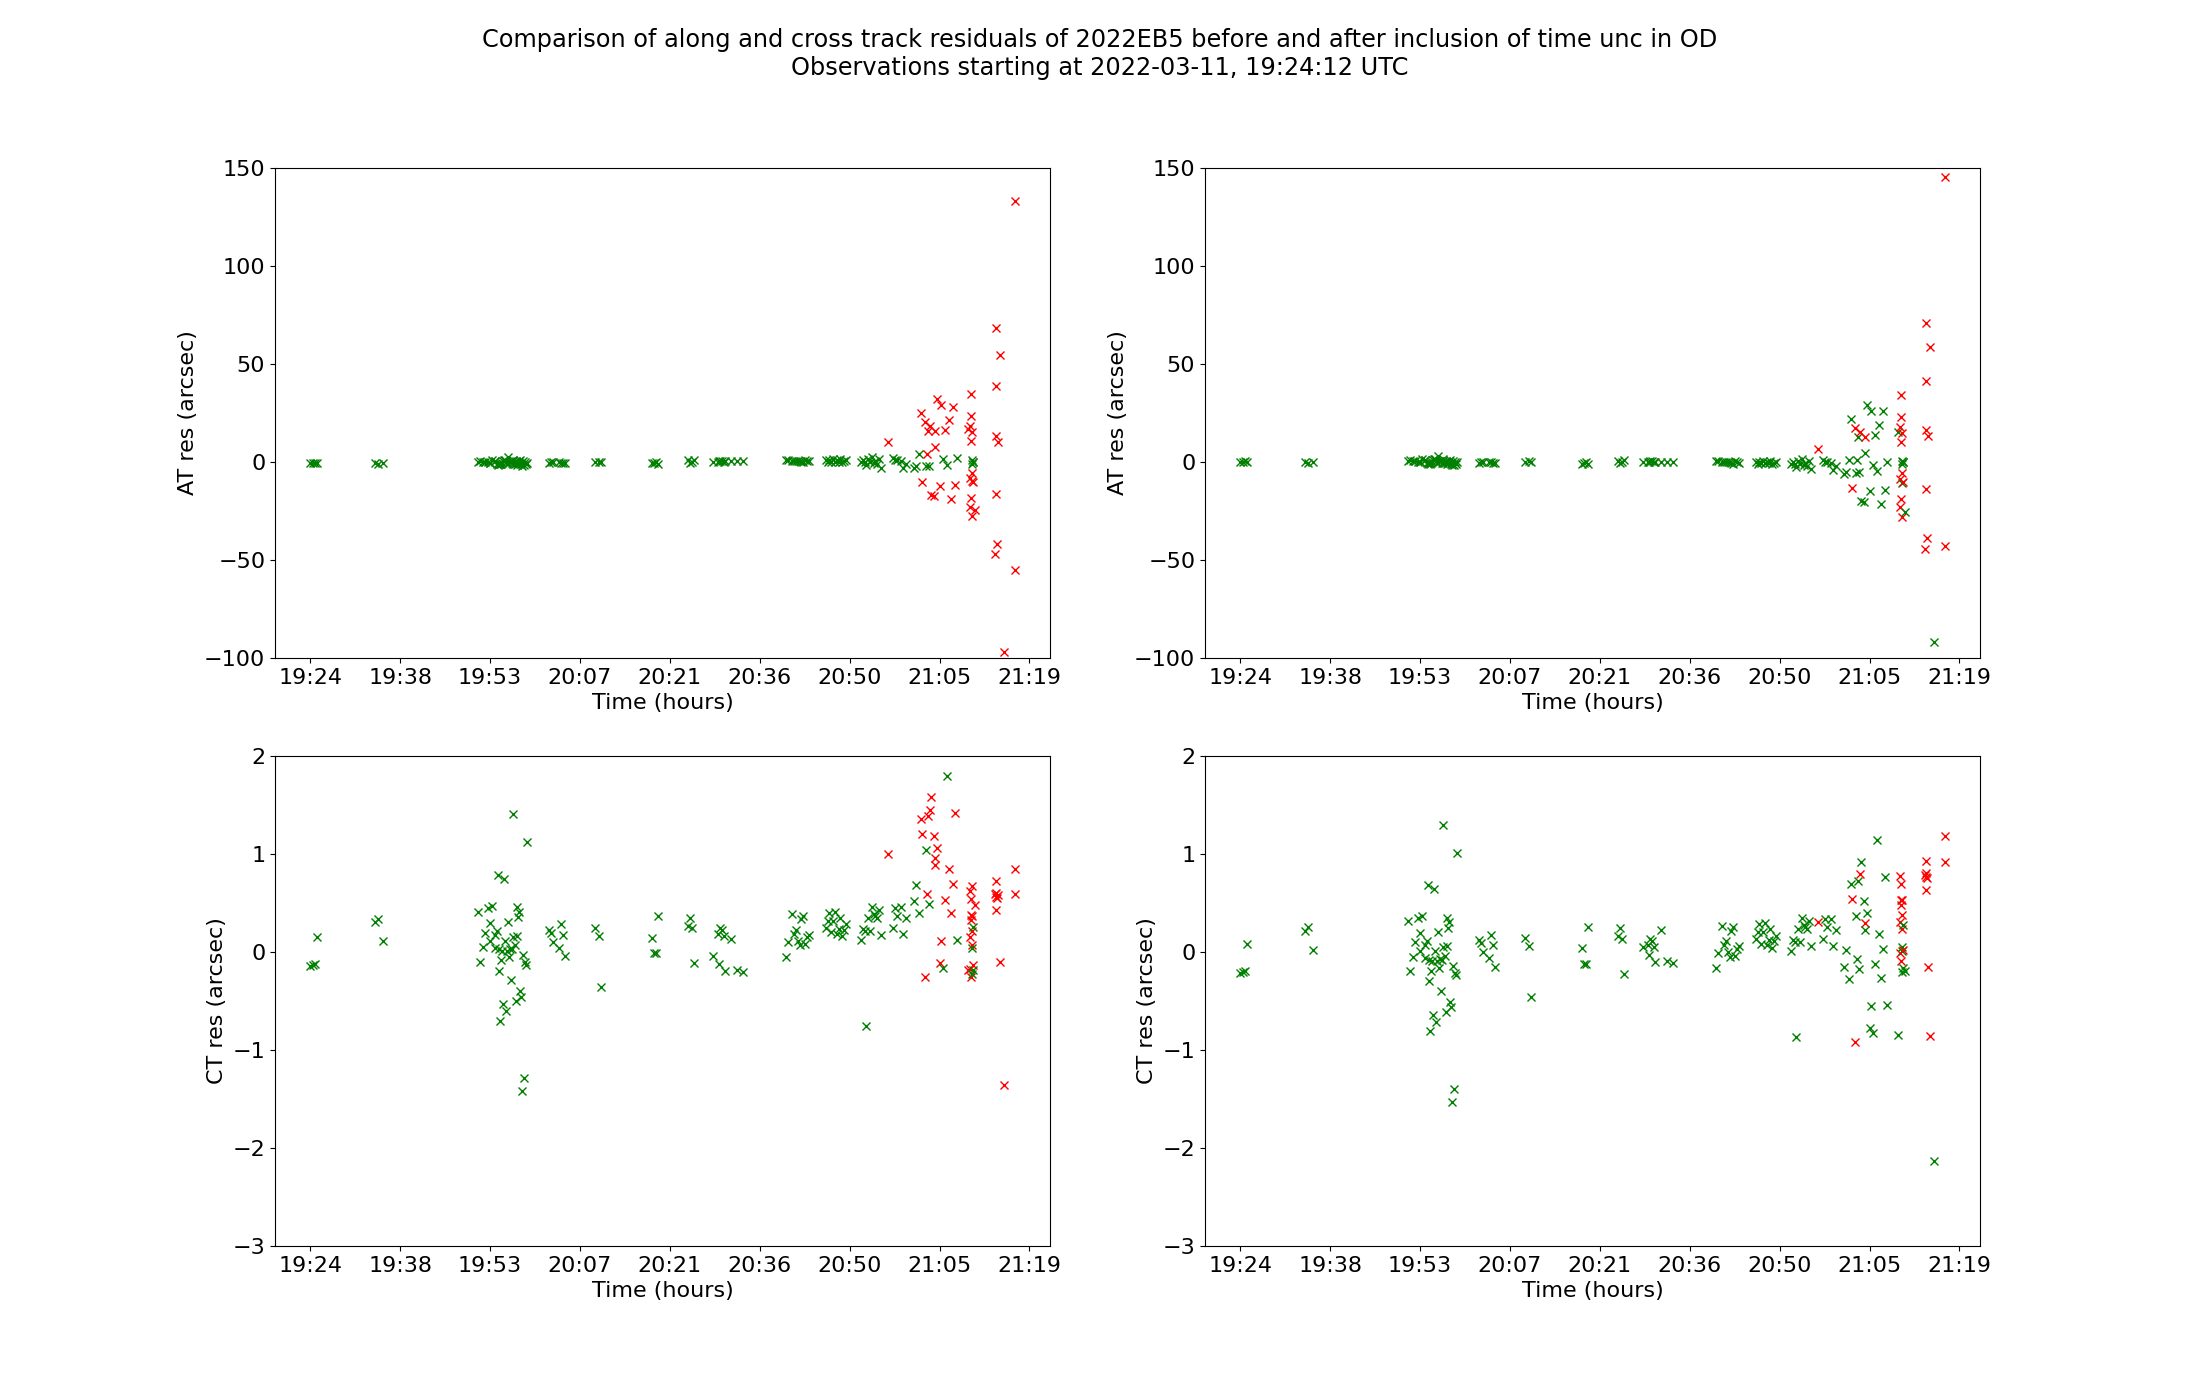 Comparison of along and cross track residuals of 2022EB5 before and after inclusion of time unc in OD
Observations starting at 2022-03-11, 19:24:12 UTC
150
100
50
0
−50
−100
AT res (arcsec)
19:24 19:38 19:53 20:07 20:21 20:36 20:50 21:05 21:19
Time (hours)
150
100
50
0
−50
−100
AT res (arcsec)
19:24 19:38 19:53 20:07 20:21 20:36 20:50 21:05 21:19
Time (hours)
2
1
0
−1
−2
−3
CT res (arcsec)
19:24 19:38 19:53 20:07 20:21 20:36 20:50 21:05 21:19
Time (hours)
2
1
0
−1
−2
−3
CT res (arcsec)
19:24 19:38 19:53 20:07 20:21 20:36 20:50 21:05 21:19
Time (hours)